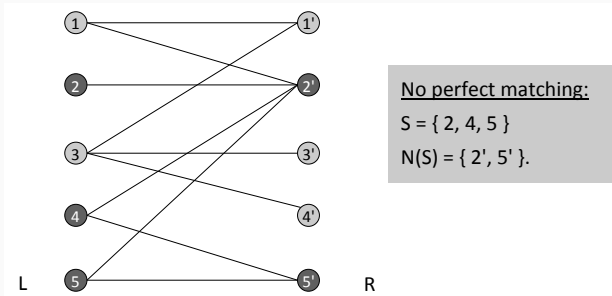 1 1'
2 2'
3 3'
4 4'
5 5'
L R
No perfect matching:
S = { 2, 4, 5 }
N(S) = { 2', 5' }.